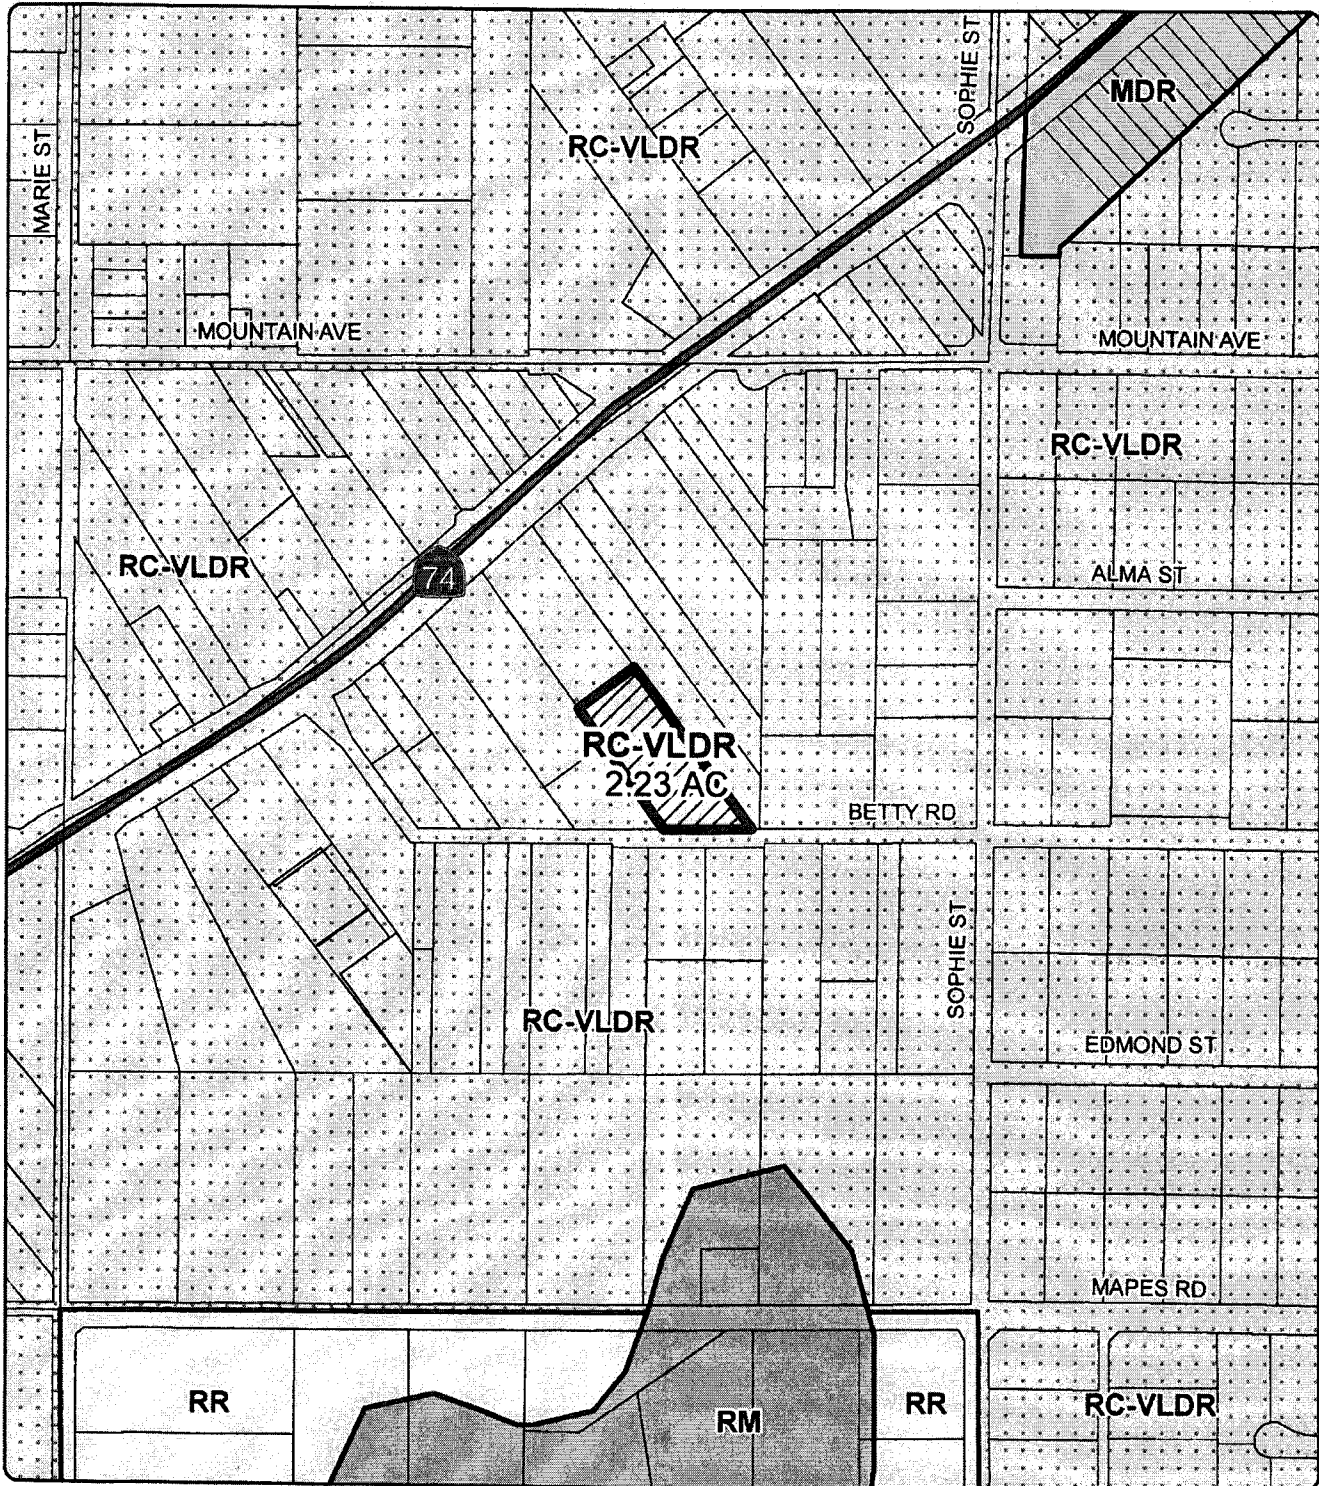 SOPHIE ST
MDR
RC-VLDR
MARIE ST
MOUNTAIN AVE
MOUNTAIN AVE
RC-VLDR
RC-VLDR
74
ALMA ST
RC-VLDR
2.23 AC
BETTY RD
SOPHIE ST
RC-VLDR
EDMOND ST
MAPES RD
RR
RM
RR
RC-VLDR